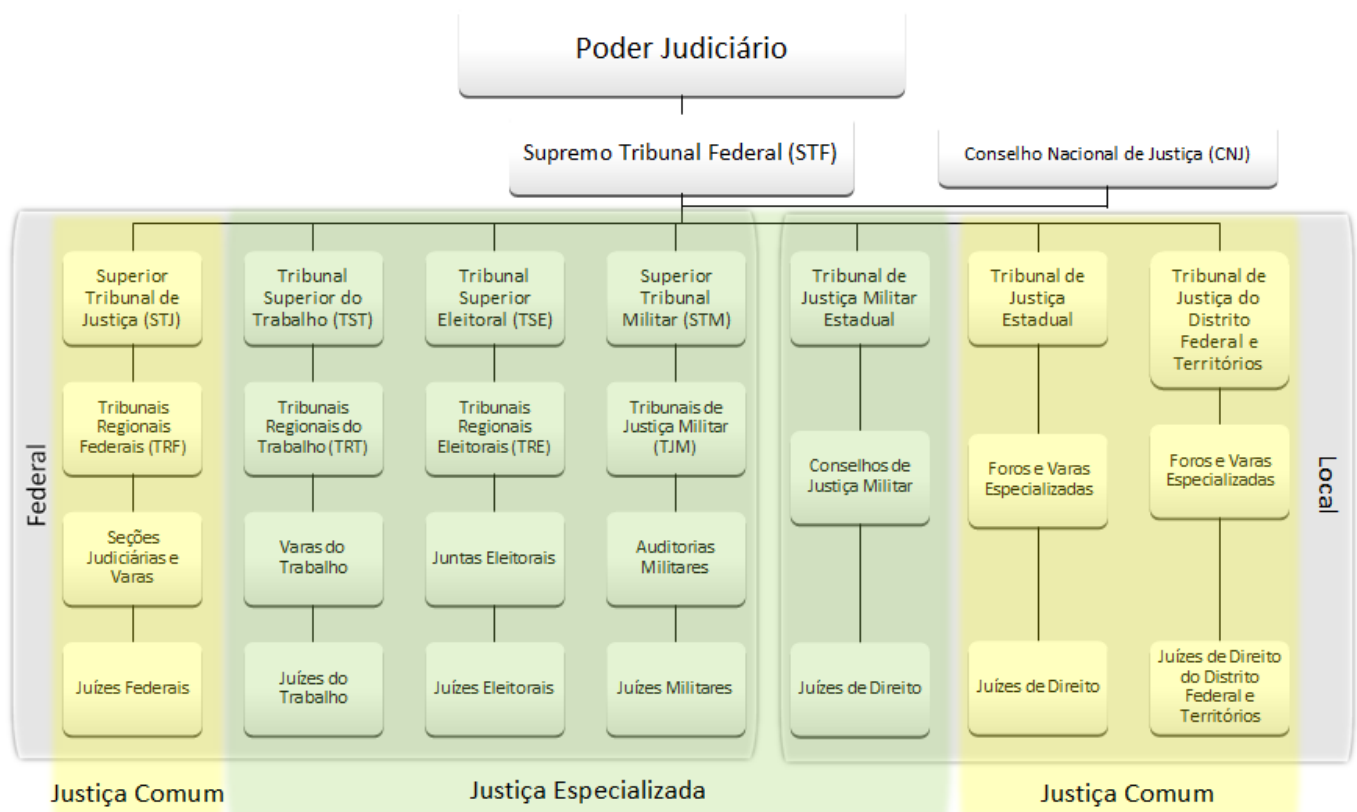 Poder Judiciário
Supremo Tribunal Federal (STF)
Conselho Nacional de Justiça (CNJ)
Federal
Superior
Tribunal de
Justiça (STJ)
Tribunal
Superior do
Trabalho (TST)
Tribunal
Superior
Eleitoral (TSE)
Superior
Tribunal
Militar (STM)
Tribunal de
Justiça Militar
Estadual
Tribunal de
Justiça
Estadual
Tribunal de
Justiça do
Distrito
Federal e
Territórios
Tribunais
Regionais
Federais (TRF)
Tribunais
Regionais do
Trabalho (TRT)
Tribunais
Regionais
Eleitorais (TRE)
Tribunais de
Justiça Militar
(TJM)
Conselhos de
Justiça Militar
Foros e Varas
Especializadas
Foros e Varas
Especializadas
Local
Seções
Judiciárias e
Varas
Varas do
Trabalho
Juntas Eleitorais
Auditorias
Militares
Juízes Federais
Juízes do
Trabalho
Juízes Eleitorais
Juízes Militares
Juízes de Direito
Juízes de Direito
Juízes de Direito
do Distrito
Federal e
Territórios
Justiça Comum
Justiça Especializada
Justiça Comum